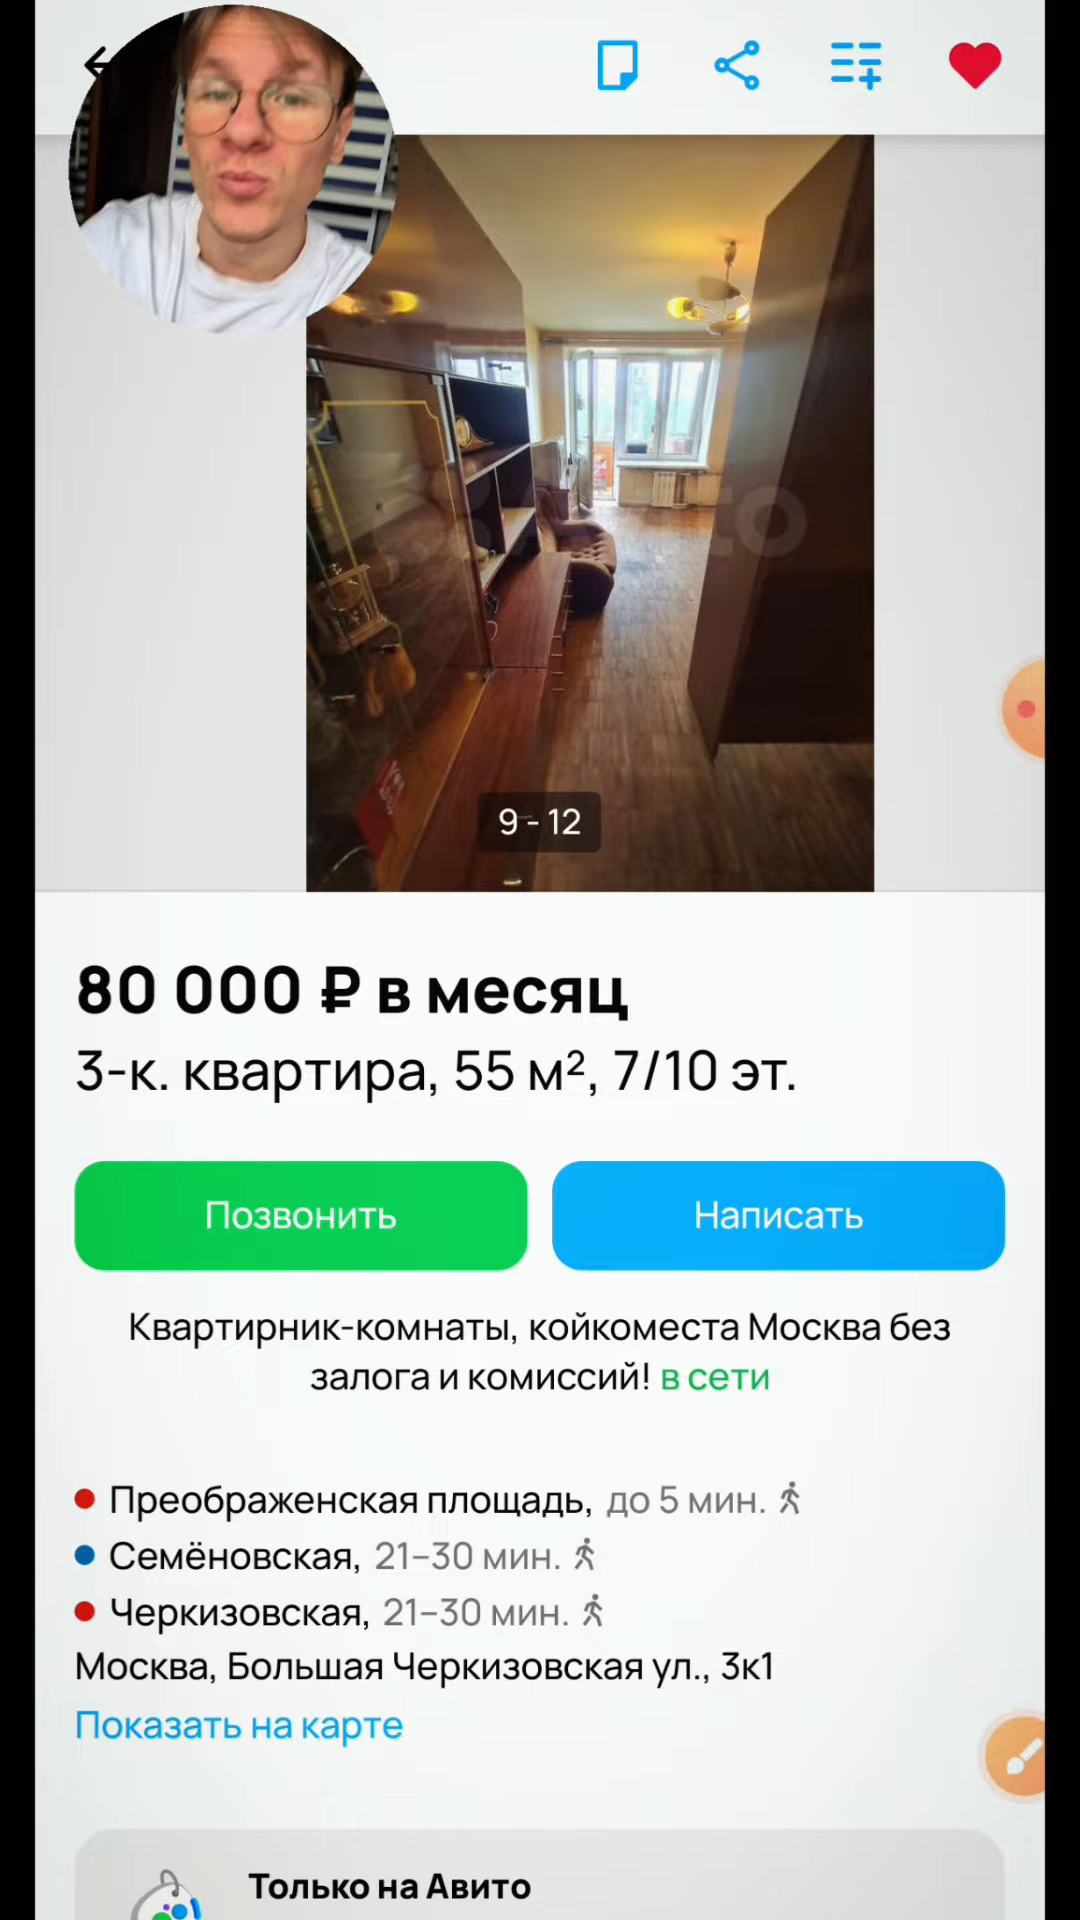 9 - 12
80 000 ₽ в месяц
3-к. квартира, 55 м², 7/10 эт.
Позвонить
Написать
Квартирник-комнаты, койкоместа Москва без
залога и комиссий! в сети
Преображенская площадь, до 5 мин.
Семёновская, 21–30 мин.
Черкизовская, 21–30 мин.
Москва, Большая Черкизовская ул., 3к1
Показать на карте
Только на Авито